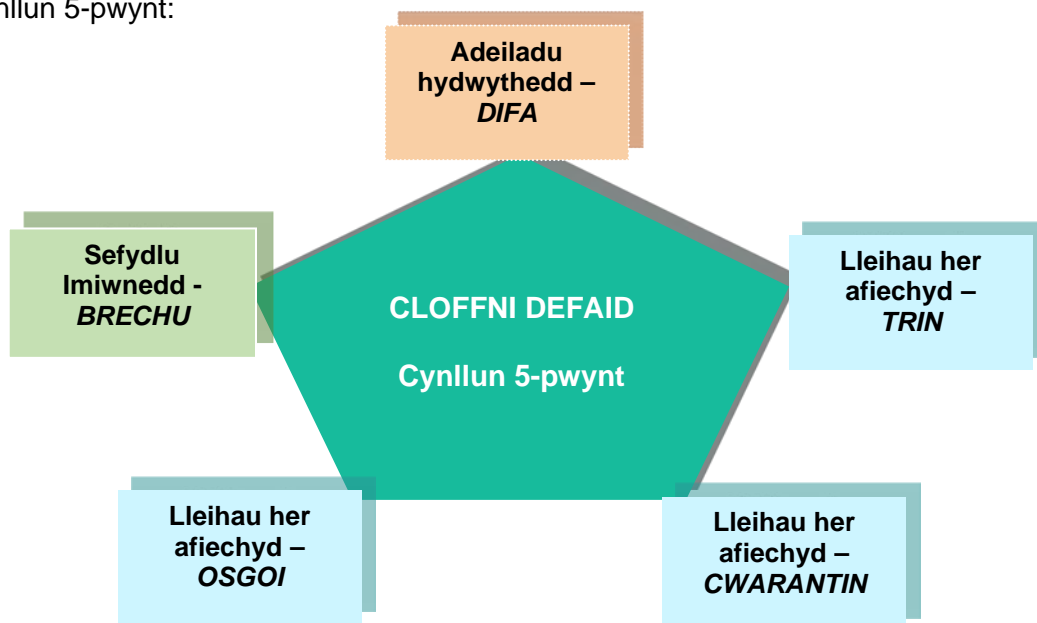 5-pwynt:
Adeiladu
hydwythedd –
DIFA
Sefydlu
Imiwnedd -
BRECHU
Lleihau her
afiechyd –
TRIN
CLOFFNI DEFAID
Cynllun 5-pwynt
Lleihau her
afiechyd –
OSGOI
Lleihau her
afiechyd –
CWARANTIN